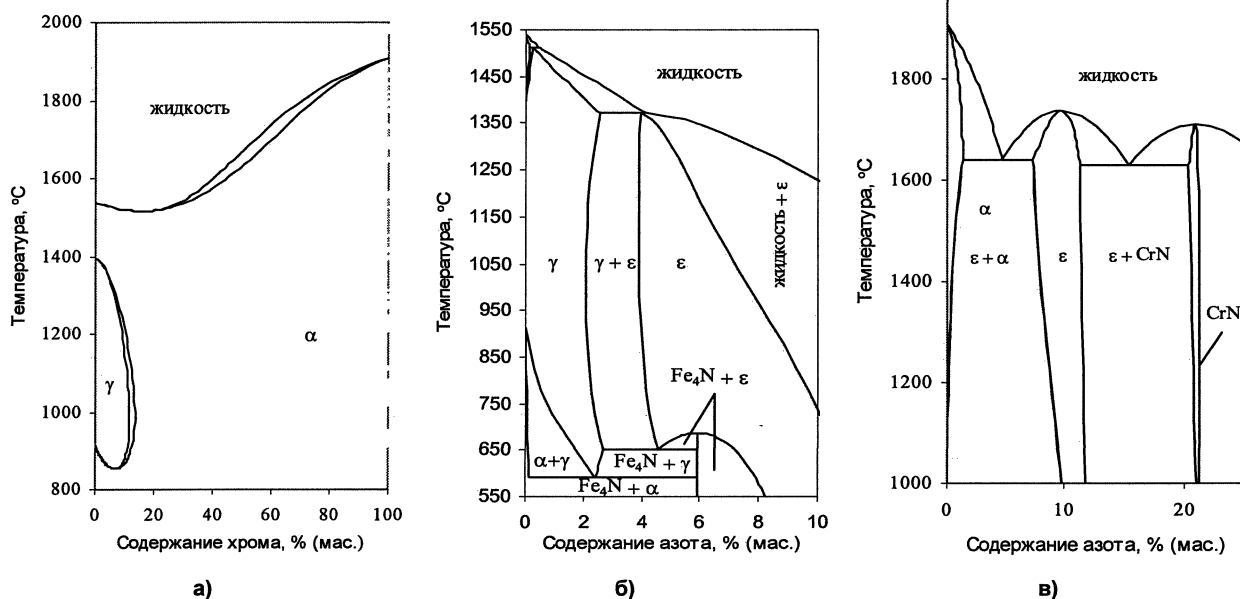 2000
1800
1600
1400
1200
1000
800
Температура, ºC
жидкость
γ
α
0
20
40
60
80
100
Содержание хрома, % (мас.)
а)
1550
1450
1350
1250
1150
1050
950
850
750
650
550
Температура, ºC
жидкость
жидкость + ε
γ
γ + ε
ε
Fe₄N + ε
α+γ
Fe₄N + γ
Fe₄N + α
0
2
4
6
8
10
Содержание азота, % (мас.)
б)
1800
1600
1400
1200
1000
Температура, ºC
жидкость
α
ε + α
ε
ε + CrN
CrN
0
10
20
Содержание азота, % (мас.)
в)